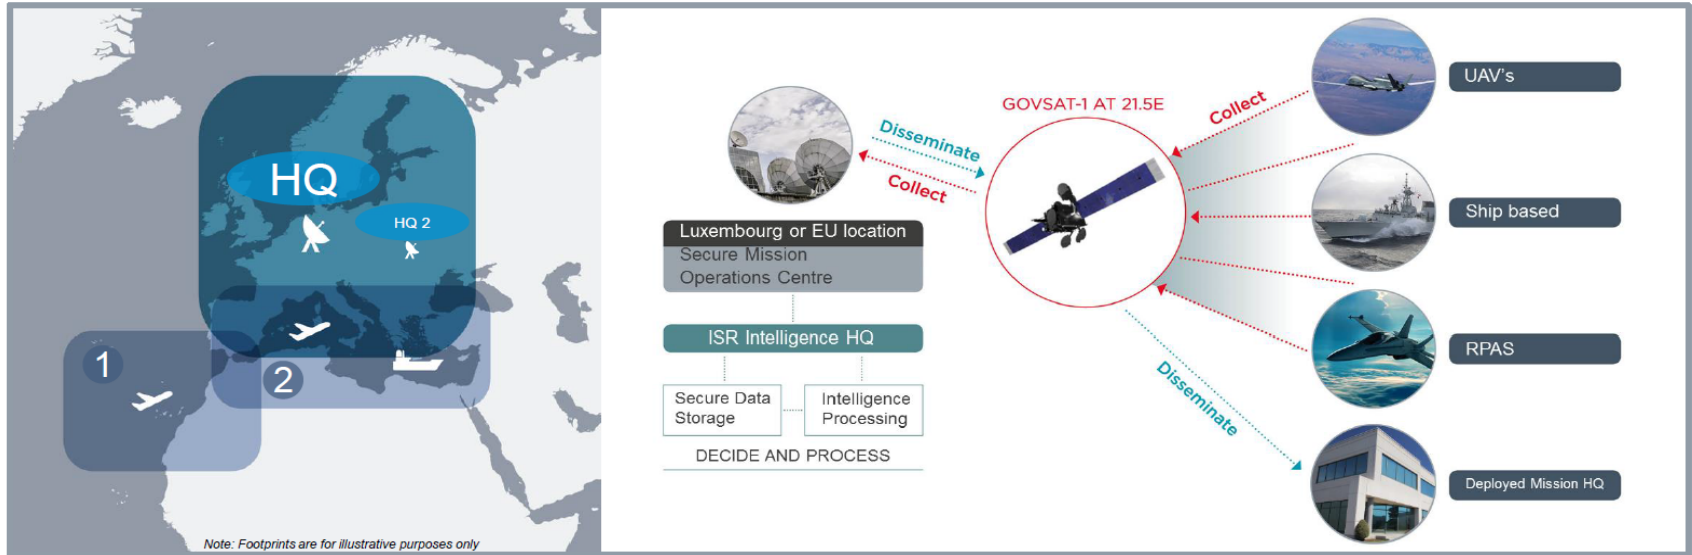 HQ
HQ 2
1
2
Note: Footprints are for illustrative purposes only
GOVSAT-1 AT 21.5E
Disseminate
Collect
Collect
Disseminate
Luxembourg or EU location
Secure Mission
Operations Centre
ISR Intelligence HQ
Secure Data
Storage
Intelligence
Processing
DECIDE AND PROCESS
UAV's
Ship based
RPAS
Deployed Mission HQ